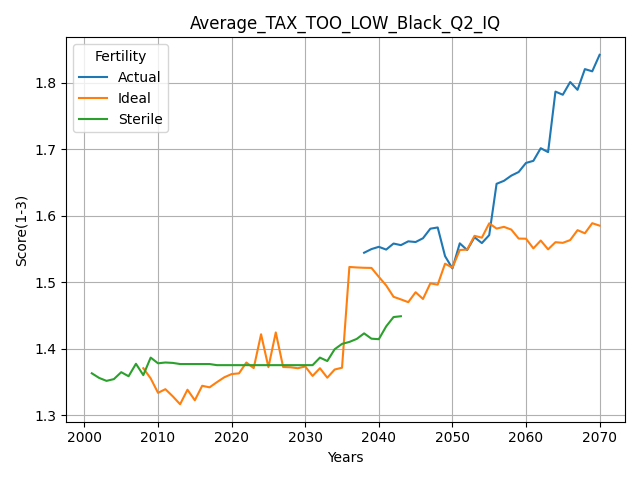 Average_TAX_TOO_LOW_Black_Q2_IQ
Fertility
Actual
Ideal
Sterile
Score(1-3)
1.8
1.7
1.6
1.5
1.4
1.3
2000 2010 2020 2030 2040 2050 2060 2070
Years